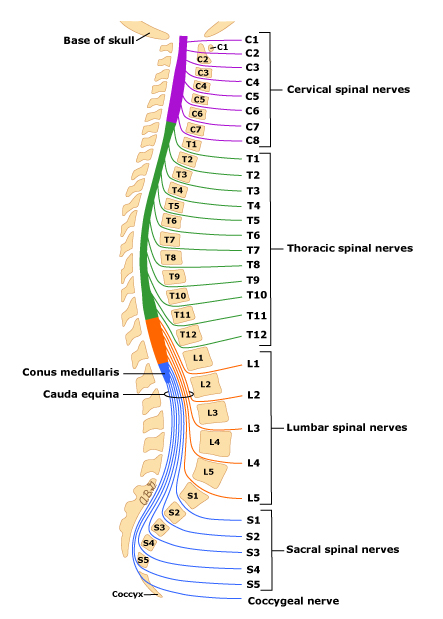 Base of skull
C1
C2
C3
C4
C5
C6
C7
T1
T2
T3
T4
T5
T6
T7
T8
T9
T10
T11
T12
L1
L2
L3
L4
L5
S1
S2
S3
S4
S5
C1
C2
C3
C4
C5
C6
C7
C8
Cervical spinal nerves
T1
T2
T3
T4
T5
T6
T7
T8
T9
T10
T11
T12
Thoracic spinal nerves
Conus medullaris
Cauda equina
L1
L2
L3
L4
L5
Lumbar spinal nerves
S1
S2
S3
S4
S5
Sacral spinal nerves
Coccyx
Coccygeal nerve